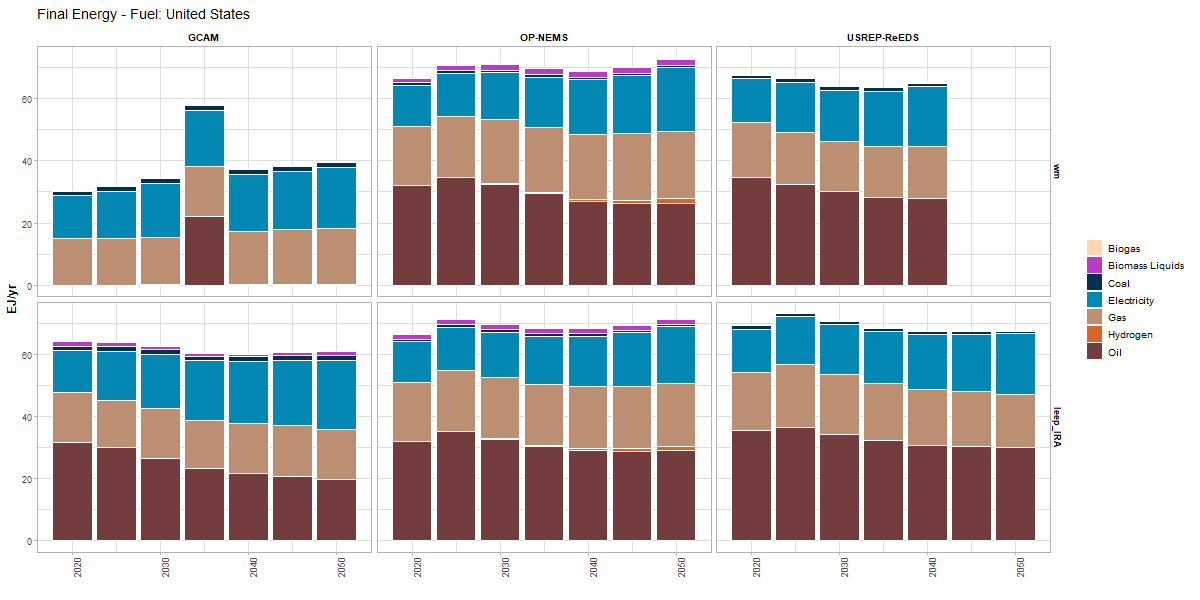 Final Energy - Fuel: United States
GCAM
OP-NEMS
USREP-ReEDS
60
40
20
0
wm
EJ/yr
60
40
20
0
leep_IRA
2020
2030
2040
2050
2020
2030
2040
2050
2020
2030
2040
2050
Biogas
Biomass Liquids
Coal
Electricity
Gas
Hydrogen
Oil